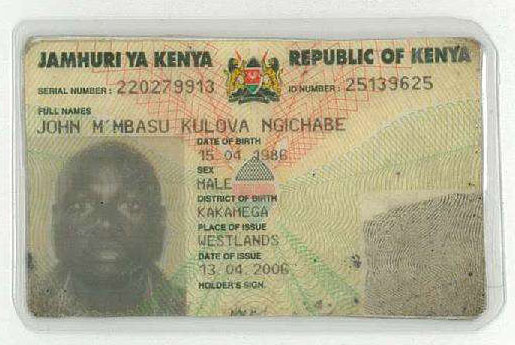 JAMHURI YA KENYA REPUBLIC OF KENYA
SERIAL NUMBER: 220279913 ID NUMBER: 25139625
FULL NAMES
JOHN M'MBASU KULOVA NGICHABE
DATE OF BIRTH
15.04.1986
SEX
MALE
DISTRICT OF BIRTH
KAKAMEGA
PLACE OF ISSUE
WESTLANDS
DATE OF ISSUE
13.04.2006
HOLDER'S SIGN.